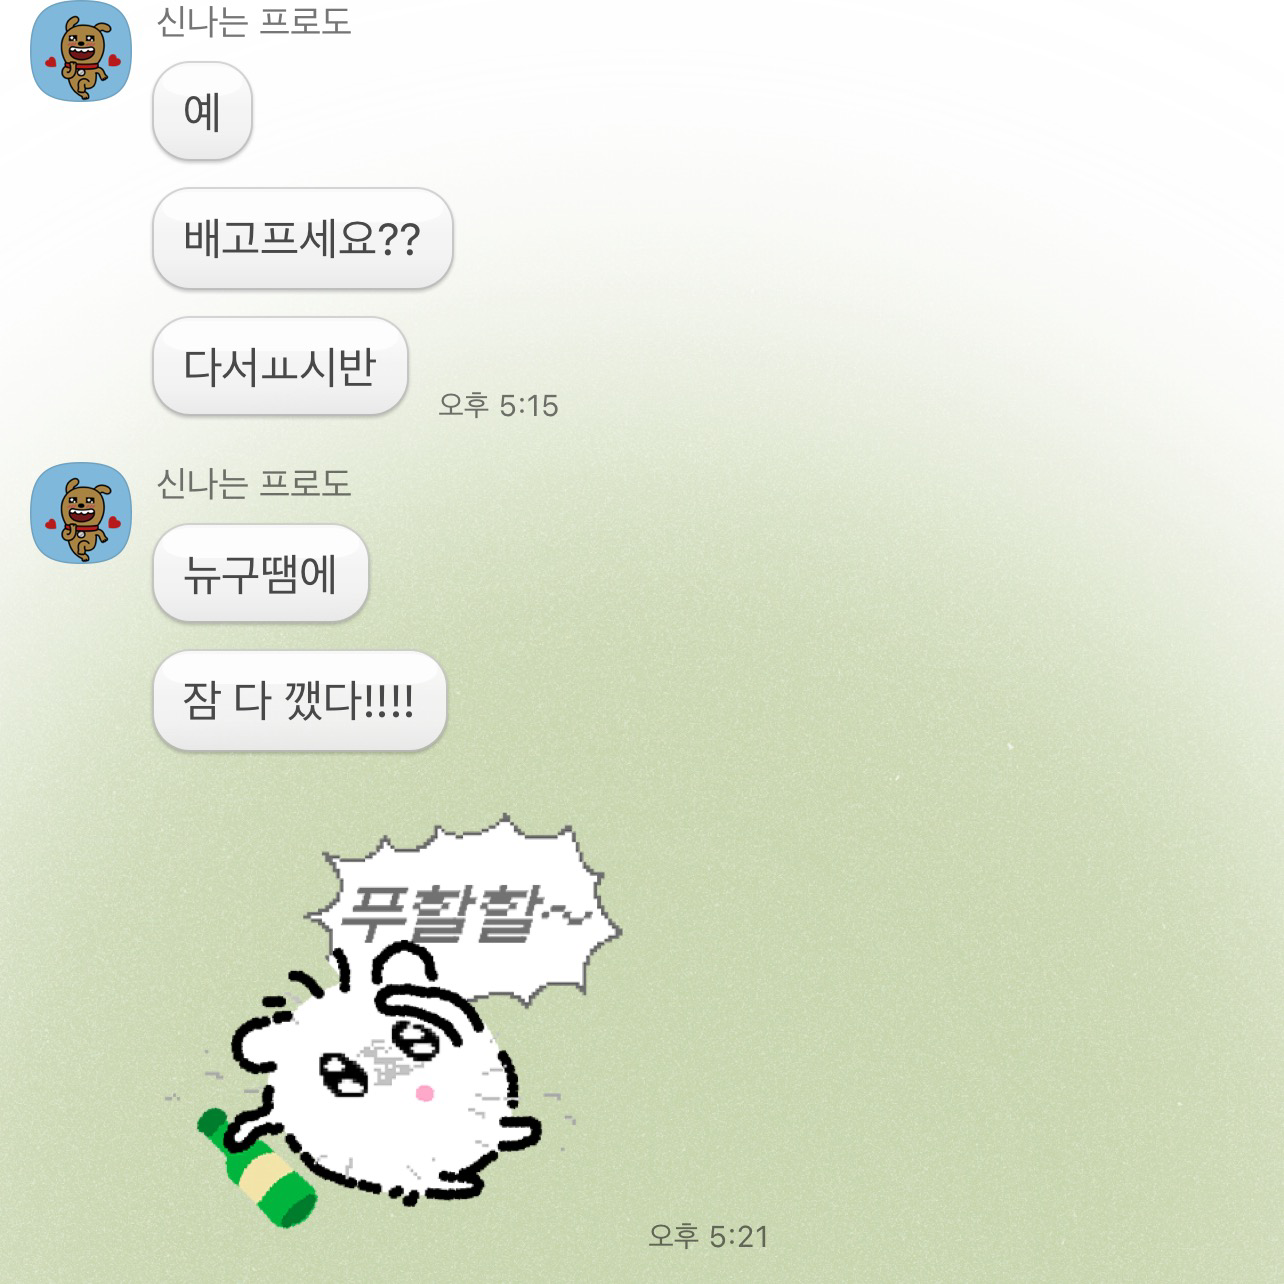 신나는 프로도
예
배고프세요??
다서ㅛ시반
오후 5:15
신나는 프로도
뉴구땜에
잠 다 깼다!!!!
푸할할~
오후 5:21